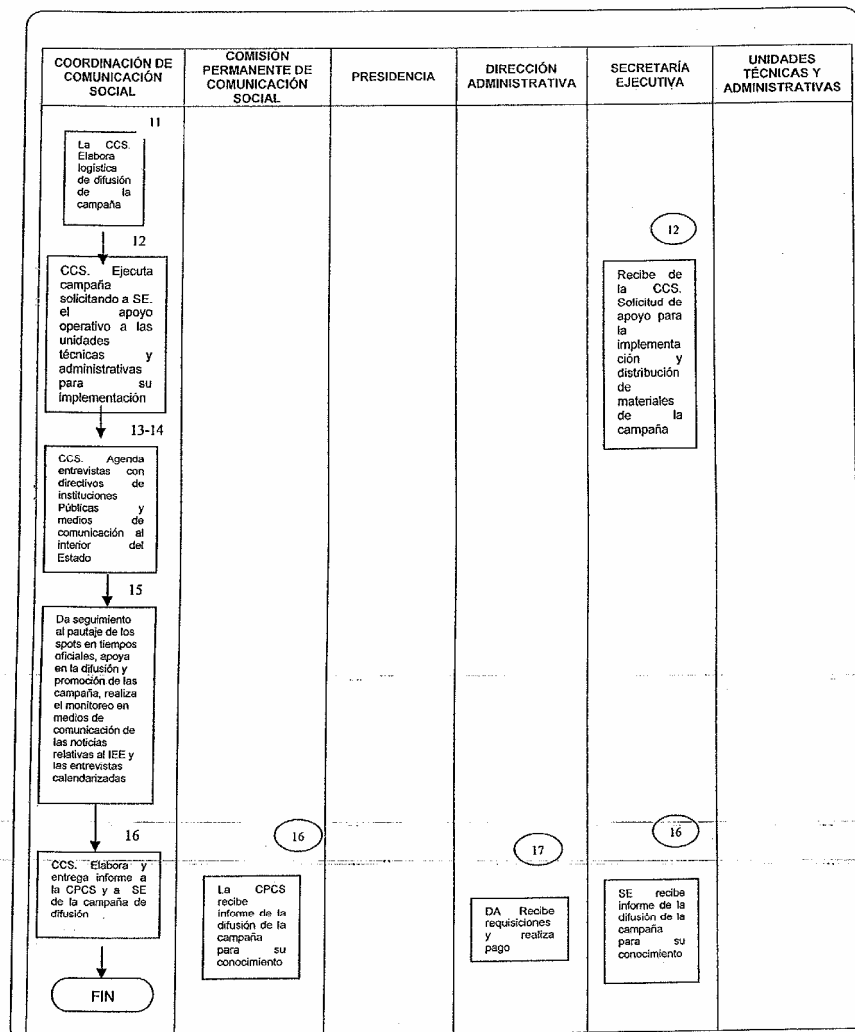 COORDINACIÓN DE
COMUNICACIÓN
SOCIAL
COMISIÓN
PERMANENTE DE
COMUNICACIÓN
SOCIAL
PRESIDENCIA
DIRECCIÓN
ADMINISTRATIVA
SECRETARÍA
EJECUTIVA
UNIDADES
TÉCNICAS Y
ADMINISTRATIVAS
11
La CCS.
Elabora
logística
de difusión
de la
campaña
12
CCS. Ejecuta
campaña
solicitando a SE.
el apoyo
operativo a las
unidades
técnicas y
administrativas
para su
implementación
12
Recibe de
la CCS.
Solicitud de
apoyo para
la
implementa
ción y
distribución
de
materiales
de la
campaña
13-14
CCS. Agenda
entrevistas con
directivos de
instituciones
Públicas y
medios de
comunicación al
interior del
Estado
15
Da seguimiento
al pautaje de los
spots en tiempos
oficiales, apoya
en la difusión y
promoción de las
campaña, realiza
el monitoreo en
medios de
comunicación de
las noticias
relativas al IEE y
las entrevistas
calendarizadas
16
CCS. Elabora y
entrega informe a
la CPCS y a SE
de la campaña de
difusión
16
La CPCS
recibe
informe de la
difusión de la
campaña
para su
conocimiento
17
DA Recibe
requisiciones
y realiza
pago
16
SE recibe
informe de la
difusión de la
campaña
para su
conocimiento
FIN